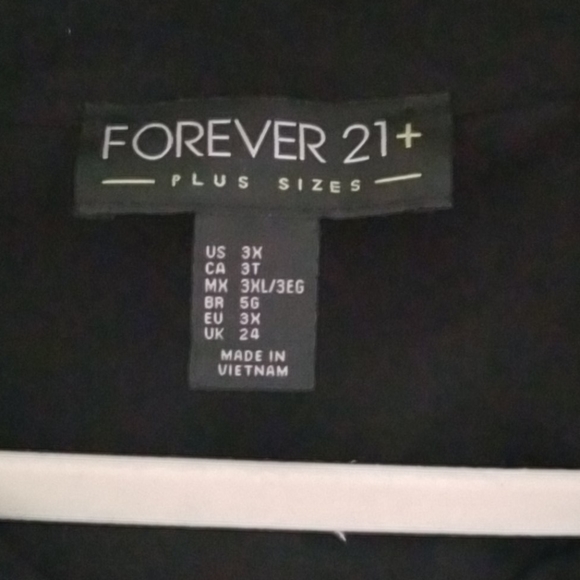 FOREVER 21+
PLUS SIZES
US 3X
CA 3T
MX 3XL/3EG
BR 5G
EU 3X
UK 24
MADE IN
VIETNAM